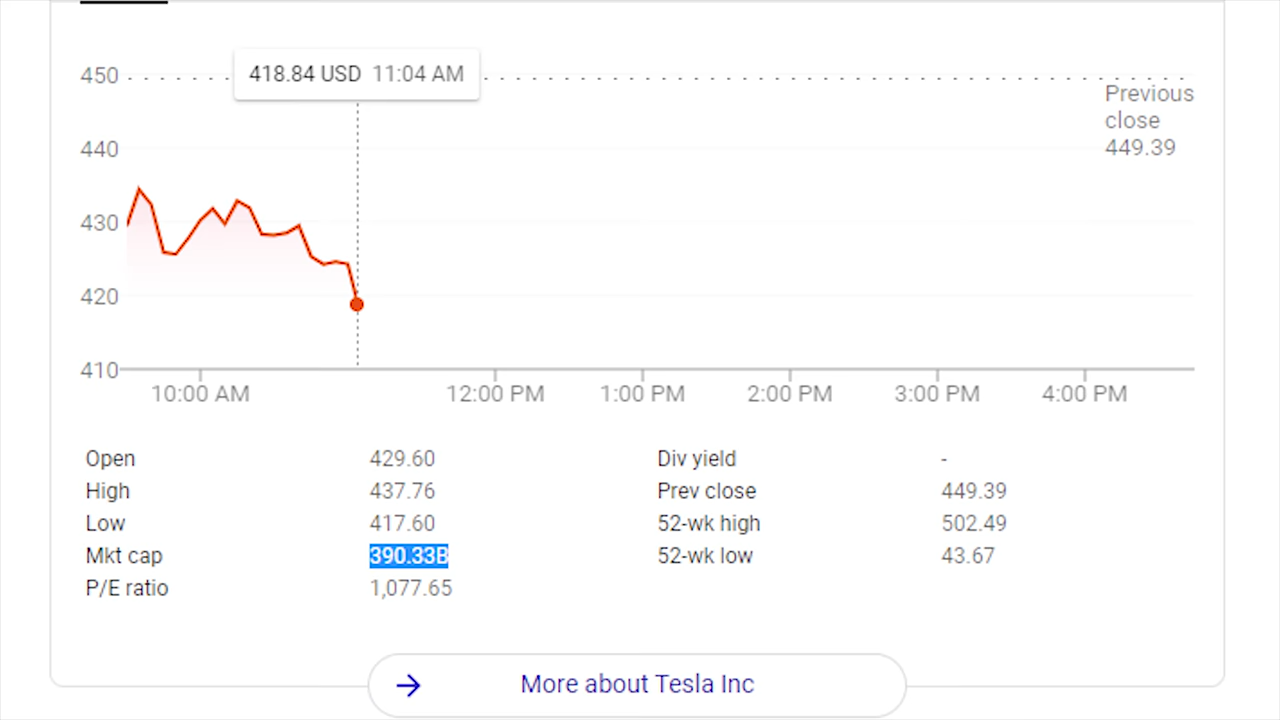 418.84 USD 11:04 AM
450
Previous
close
449.39
440
430
420
410
10:00 AM 12:00 PM 1:00 PM 2:00 PM 3:00 PM 4:00 PM
Open 429.60 Div yield -
High 437.76 Prev close 449.39
Low 417.60 52-wk high 502.49
Mkt cap 390.33B 52-wk low 43.67
P/E ratio 1,077.65
More about Tesla Inc